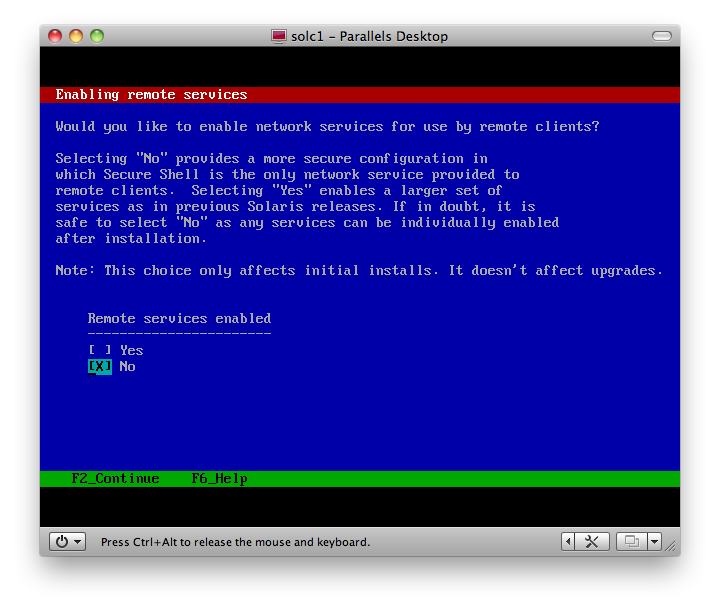 solc1 – Parallels Desktop
Enabling remote services
Would you like to enable network services for use by remote clients?
Selecting "No" provides a more secure configuration in
which Secure Shell is the only network service provided to
remote clients.  Selecting "Yes" enables a larger set of
services as in previous Solaris releases. If in doubt, it is
safe to select "No" as any services can be individually enabled
after installation.
Note: This choice only affects initial installs. It doesn't affect upgrades.
Remote services enabled
-----------------------
[ ] Yes
[X] No
F2_Continue    F6_Help
Press Ctrl+Alt to release the mouse and keyboard.